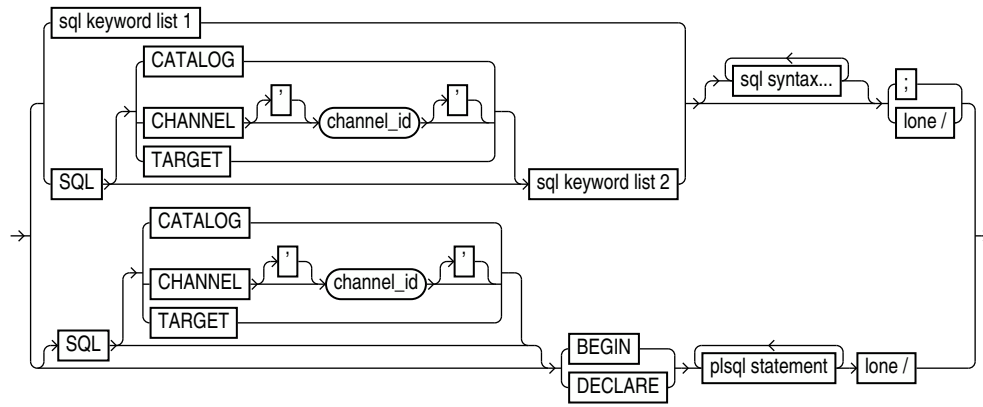 sql keyword list 1
CATALOG
sql syntax...
;
' '
CHANNEL channel_id
lone /
TARGET
SQL sql keyword list 2
CATALOG
' '
CHANNEL channel_id
TARGET
SQL
BEGIN
plsql statement lone /
DECLARE